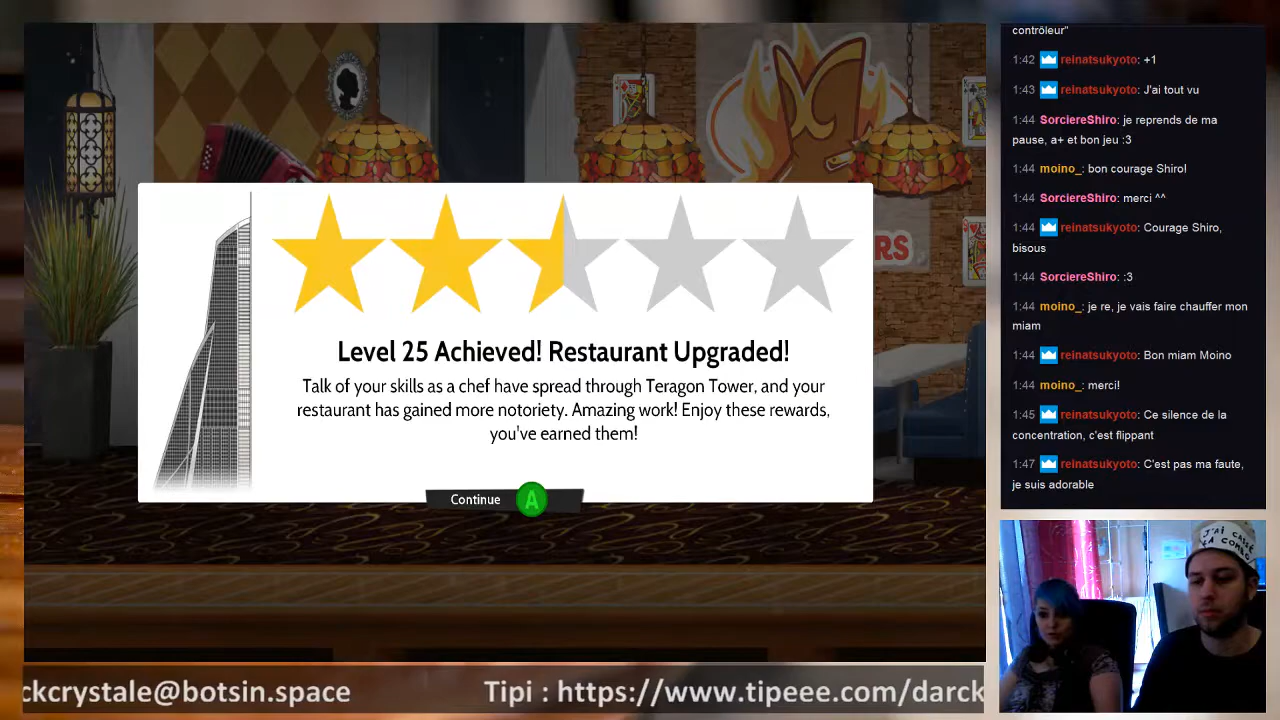 RS
Level 25 Achieved! Restaurant Upgraded!
Talk of your skills as a chef have spread through Teragon Tower, and your
restaurant has gained more notoriety. Amazing work! Enjoy these rewards,
you've earned them!
Continue A
contrôleur"
1:42 reinatsukyoto: +1
1:43 reinatsukyoto: J'ai tout vu
1:44 SorciereShiro: je reprends de ma
pause, a+ et bon jeu :3
1:44 moino_: bon courage Shiro!
1:44 SorciereShiro: merci ^^
1:44 reinatsukyoto: Courage Shiro,
bisous
1:44 SorciereShiro: :3
1:44 moino_: je re, je vais faire chauffer mon
miam
1:44 reinatsukyoto: Bon miam Moino
1:44 moino_: merci!
1:45 reinatsukyoto: Ce silence de la
concentration, c'est flippant
1:47 reinatsukyoto: C'est pas ma faute,
je suis adorable
J'AI CASSÉ
TA COMBO
ckcrystale@botsin.space Tipi : https://www.tipeee.com/darck